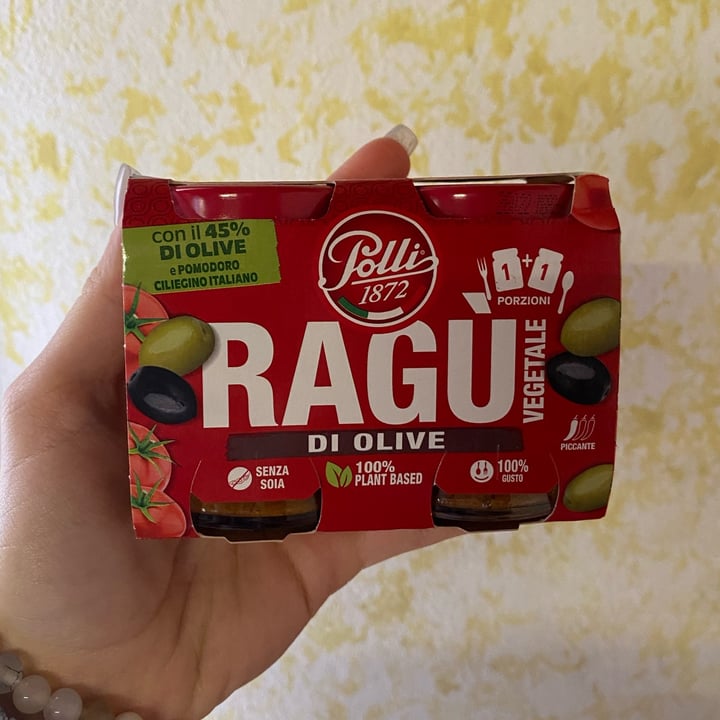 con il 45%
DI OLIVE
e POMODORO
CILIEGINO ITALIANO
Polli
1872
1+1
PORZIONI
RAGÙ
VEGETALE
DI OLIVE
PICCANTE
SENZA
SOIA
100%
PLANT BASED
100%
GUSTO